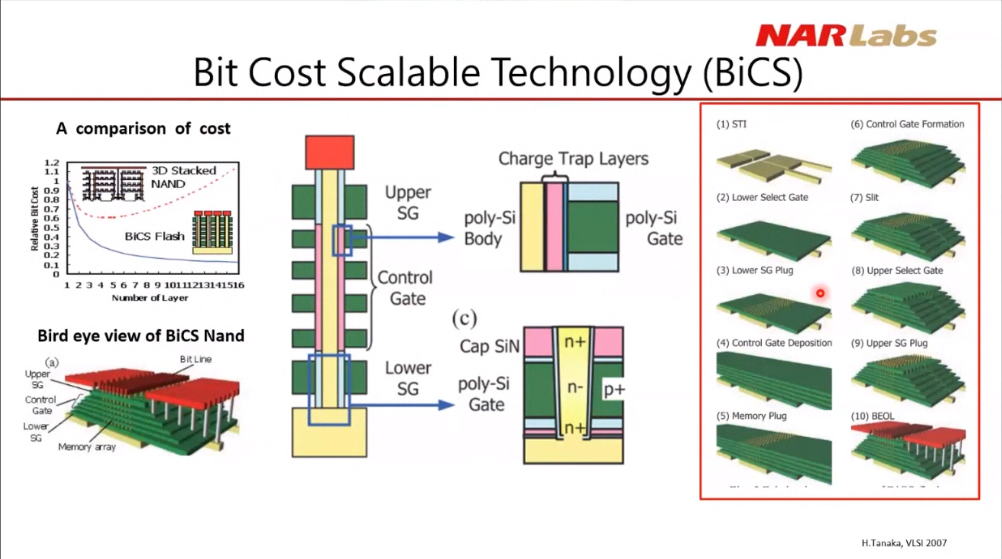 NARLabs
Bit Cost Scalable Technology (BiCS)
A comparison of cost
1.2
1.1
1
0.9
0.8
0.7
0.6
0.5
0.4
0.3
0.2
0.1
0
Relative Bit Cost
3D Stacked
NAND
BiCS Flash
1 2 3 4 5 6 7 8 9 10 11 12 13 14 15 16
Number of Layer
Bird eye view of BiCS Nand
(a)
Bit Line
Upper
SG
Control
Gate
Lower
SG
Memory array
Upper
SG
Control
Gate
Lower
SG
Charge Trap Layers
poly-Si
Body
poly-Si
Gate
(c)
Cap SiN
poly-Si
Gate
n+
n-
p+
n+
(1) STI
(2) Lower Select Gate
(3) Lower SG Plug
(4) Control Gate Deposition
(5) Memory Plug
(6) Control Gate Formation
(7) Slit
(8) Upper Select Gate
(9) Upper SG Plug
(10) BEOL
H.Tanaka, VLSI 2007